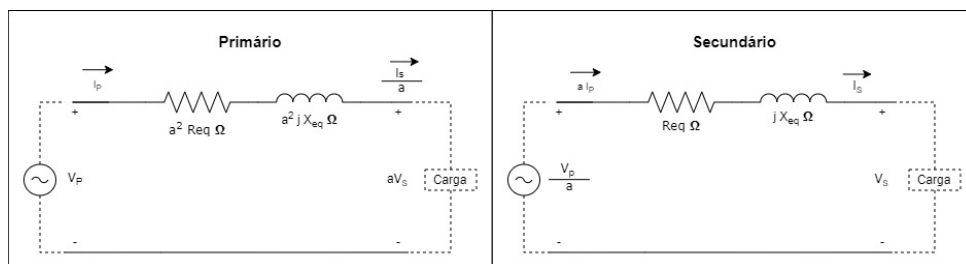 Primário
I_P
I_s
a
+
+
a² Req Ω
a² j X_eq Ω
V_P
aV_S
Carga
-
-
Secundário
a I_P
I_S
+
+
Req Ω
j X_eq Ω
V_p
a
V_S
Carga
-
-